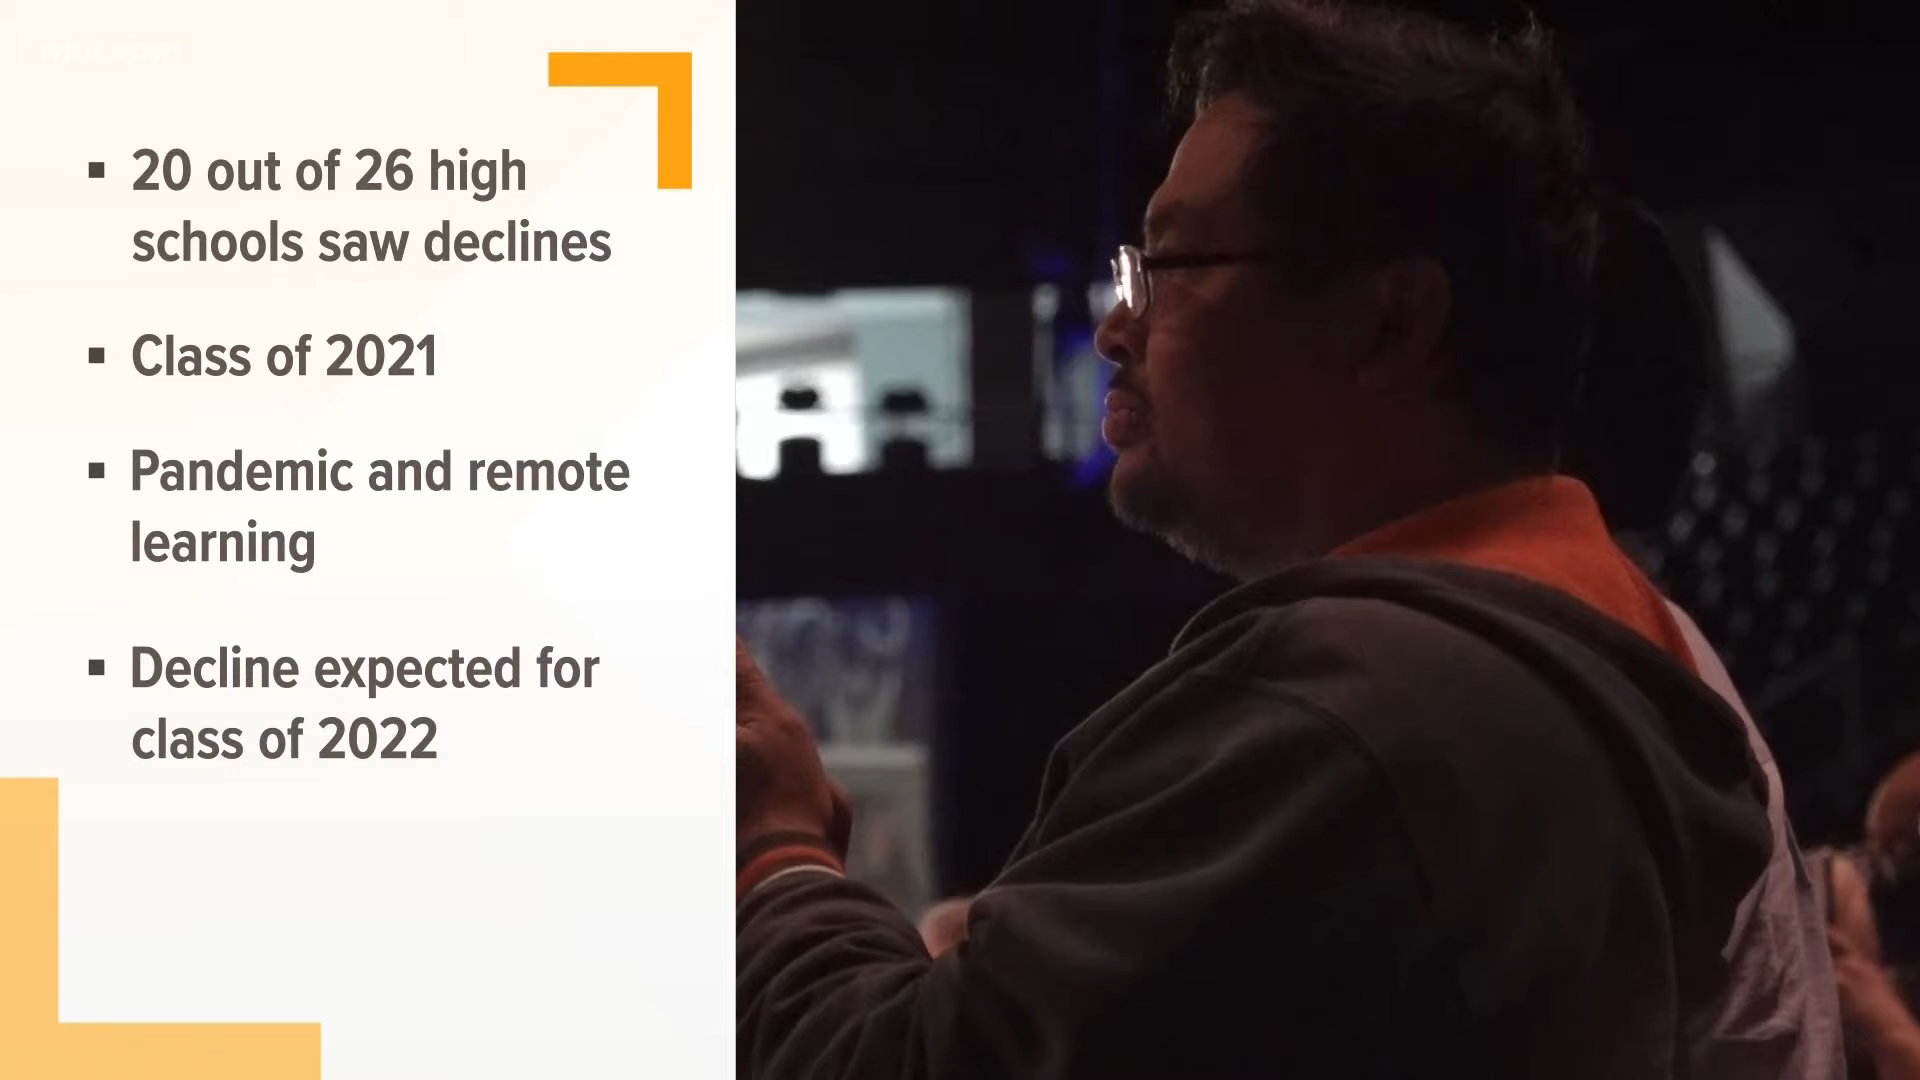 ▪ 20 out of 26 high
schools saw declines
▪ Class of 2021
▪ Pandemic and remote
learning
▪ Decline expected for
class of 2022